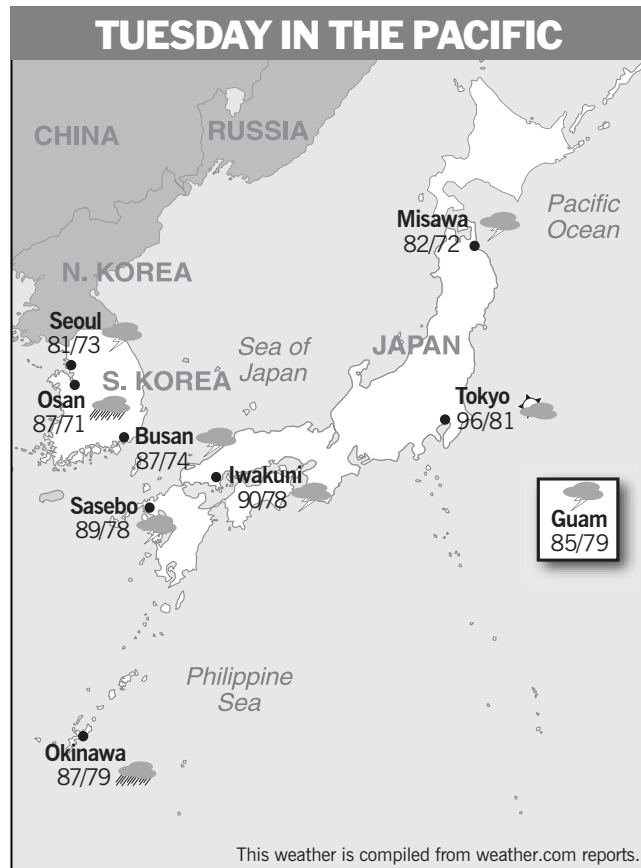 TUESDAY IN THE PACIFIC
CHINA
RUSSIA
Misawa
82/72
Pacific
Ocean
N. KOREA
Seoul
81/73
Sea of
Japan
JAPAN
S. KOREA
Osan
87/71
Tokyo
96/81
Busan
87/74
Iwakuni
90/78
Sasebo
89/78
Guam
85/79
Philippine
Sea
Okinawa
87/79
This weather is compiled from weather.com reports.